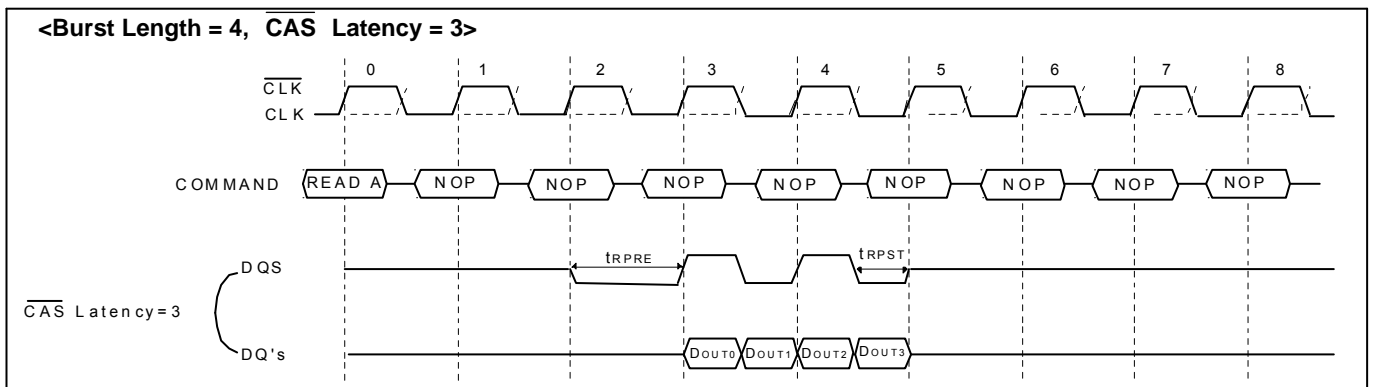 <Burst Length = 4, CAS Latency = 3>
0 1 2 3 4 5 6 7 8
CLK
CLK
COMMAND READ A NOP NOP NOP NOP NOP NOP NOP NOP
DQS tRPRE tRPST
CAS Latency=3
DQ's DOUT0 DOUT1 DOUT2 DOUT3